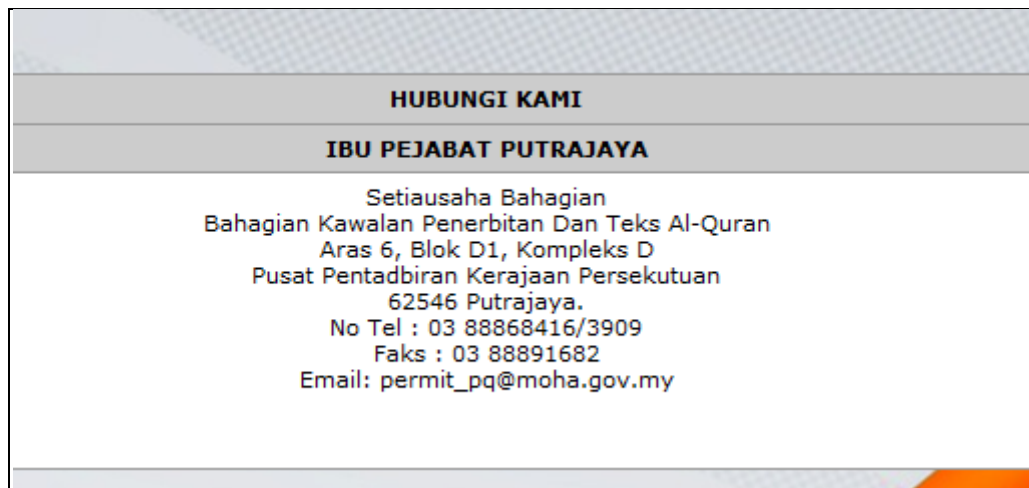 HUBUNGI KAMI
IBU PEJABAT PUTRAJAYA
Setiausaha Bahagian
Bahagian Kawalan Penerbitan Dan Teks Al-Quran
Aras 6, Blok D1, Kompleks D
Pusat Pentadbiran Kerajaan Persekutuan
62546 Putrajaya.
No Tel : 03 88868416/3909
Faks : 03 88891682
Email: permit_pq@moha.gov.my